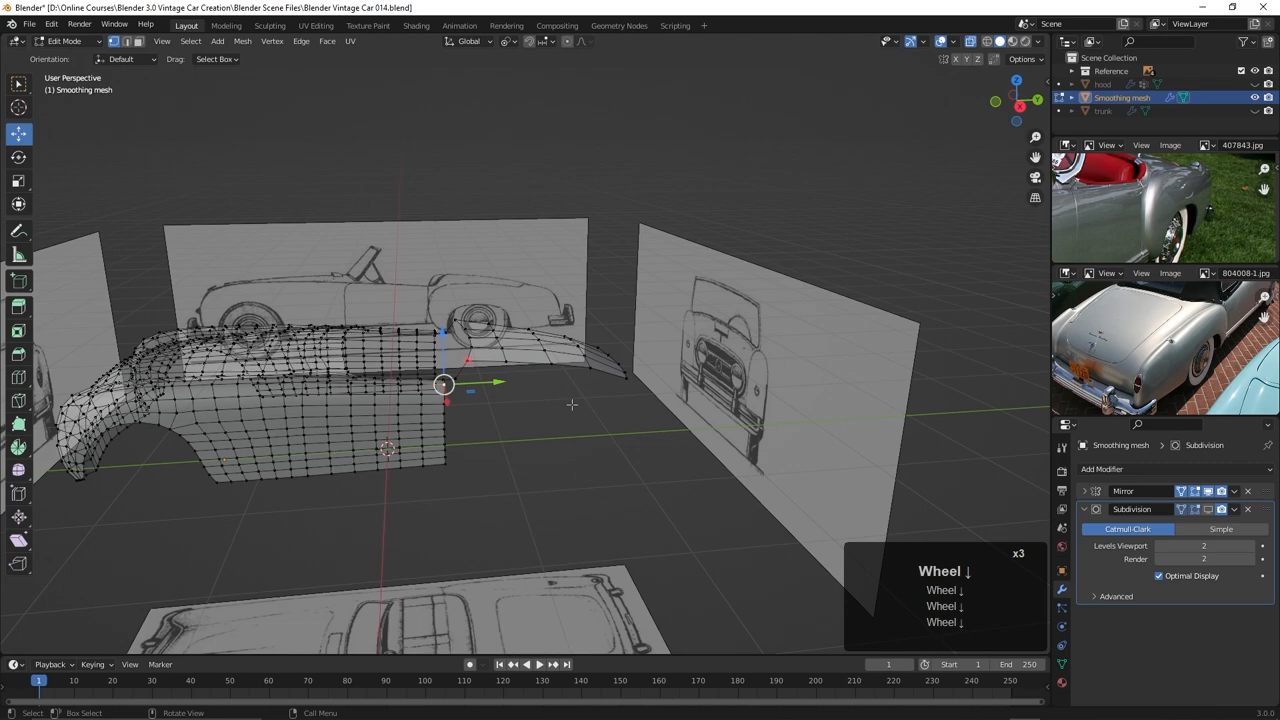 Blender* [D:\Online Courses\Blender 3.0 Vintage Car Creation\Blender Scene Files\Blender Vintage Car 014.blend]
File Edit Render Window Help Layout Modeling Sculpting UV Editing Texture Paint Shading Animation Rendering Compositing Geometry Nodes Scripting + Scene ViewLayer
Edit Mode View Select Add Mesh Vertex Edge Face UV Global
Orientation: Default Drag: Select Box X Y Z Options
User Perspective
(1) Smoothing mesh
Z
Y
X
Scene Collection
Reference
hood
Smoothing mesh
trunk
View View Image 407843.jpg
View View Image 804008-1.jpg
Smoothing mesh > Subdivision
Add Modifier
Mirror
Subdivision
Catmull-Clark Simple
Levels Viewport 2
Render 2
Optimal Display
Advanced
x3
Wheel ↓
Wheel ↓
Wheel ↓
Wheel ↓
Playback Keying View Marker 1 Start 1 End 250
1 10 20 30 40 50 60 70 80 90 100 110 120 130 140 150 160 170 180 190 200 210 220 230 240 250
Select Box Select Rotate View Call Menu 3.0.0